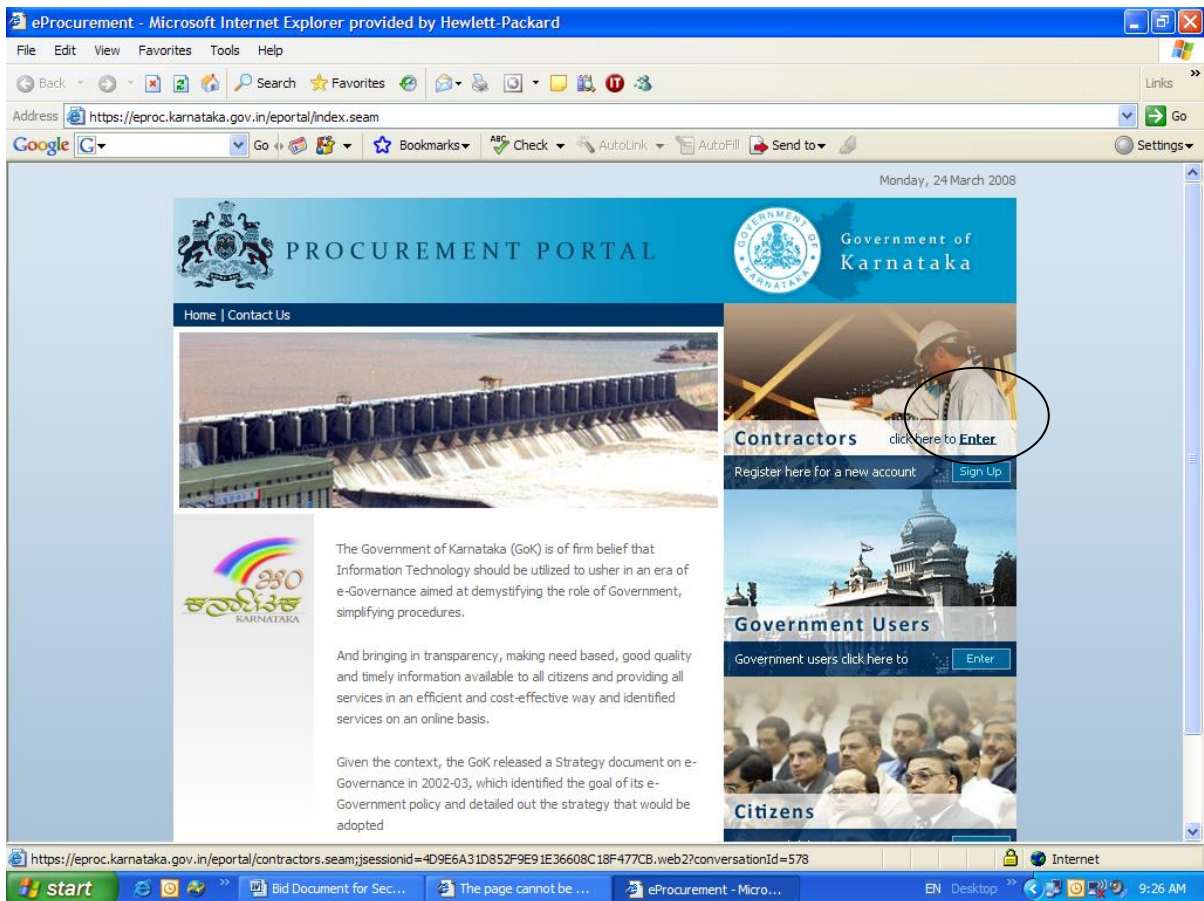 eProcurement - Microsoft Internet Explorer provided by Hewlett-Packard
File Edit View Favorites Tools Help
Back Search Favorites Links »
Address https://eproc.karnataka.gov.in/eportal/index.seam Go
Google G Go Bookmarks ABC Check AutoLink AutoFill Send to Settings
Monday, 24 March 2008
PROCUREMENT PORTAL
GOVERNMENT OF KARNATAKA
Government of
Karnataka
Home | Contact Us
Contractors click here to Enter
Register here for a new account Sign Up
ಕರ್ನಾಟಕ
KARNATAKA
The Government of Karnataka (GoK) is of firm belief that
Information Technology should be utilized to usher in an era of
e-Governance aimed at demystifying the role of Government,
simplifying procedures.
And bringing in transparency, making need based, good quality
and timely information available to all citizens and providing all
services in an efficient and cost-effective way and identified
services on an online basis.
Given the context, the GoK released a Strategy document on e-
Governance in 2002-03, which identified the goal of its e-
Government policy and detailed out the strategy that would be
adopted
Government Users
Government users click here to Enter
Citizens
https://eproc.karnataka.gov.in/eportal/contractors.seam;jsessionid=4D9E6A31D852F9E91E36608C18F477CB.web2?conversationId=578 Internet
start » Bid Document for Sec... The page cannot be ... eProcurement - Micro... EN Desktop » 9:26 AM